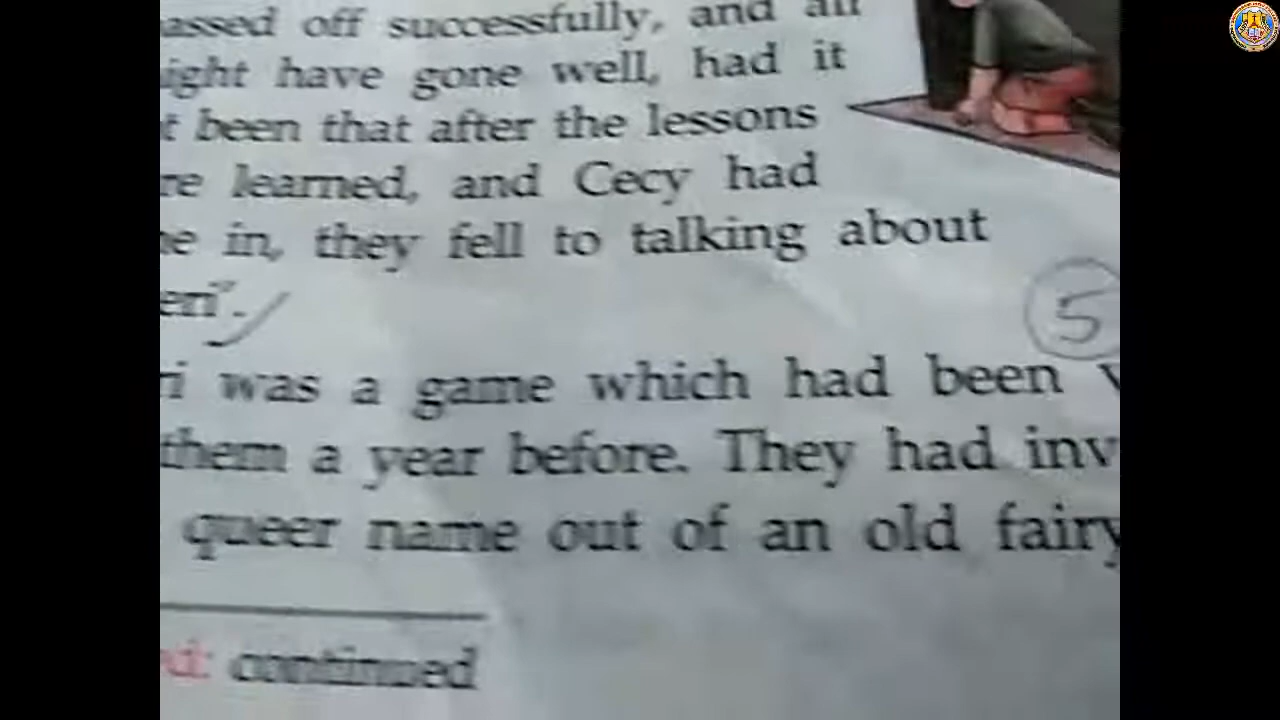 assed off successfully, and all
ight have gone well, had it
t been that after the lessons
re learned, and Cecy had
ne in, they fell to talking about
eri".
5
ri was a game which had been
them a year before. They had inv
queer name out of an old fairy
d: continued